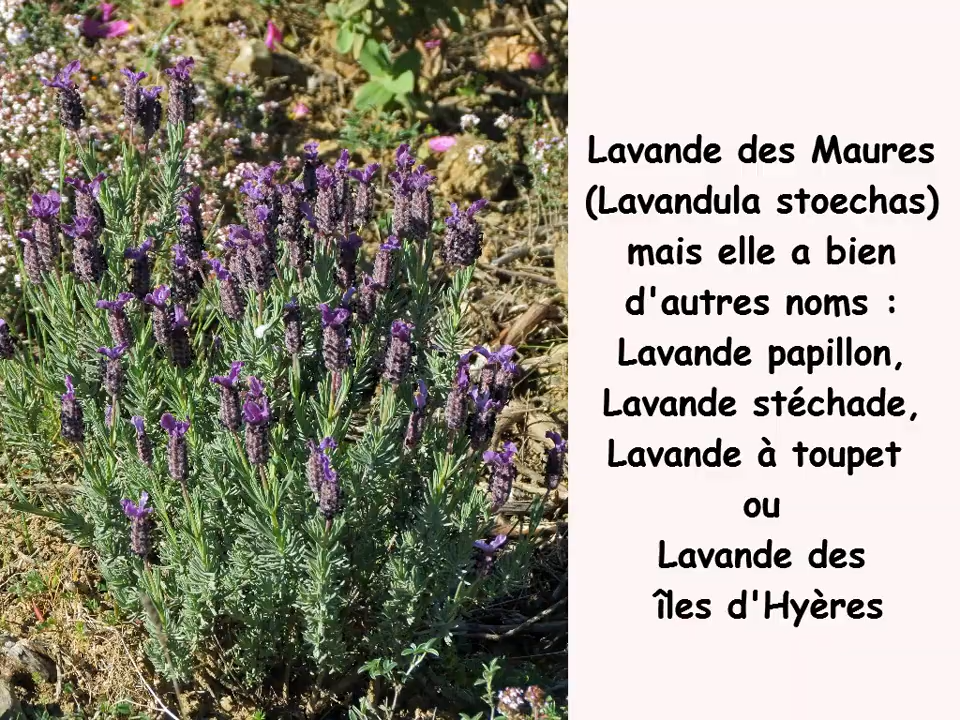 Lavande des Maures
(Lavandula stoechas)
mais elle a bien
d'autres noms :
Lavande papillon,
Lavande stéchade,
Lavande à toupet
ou
Lavande des
îles d'Hyères